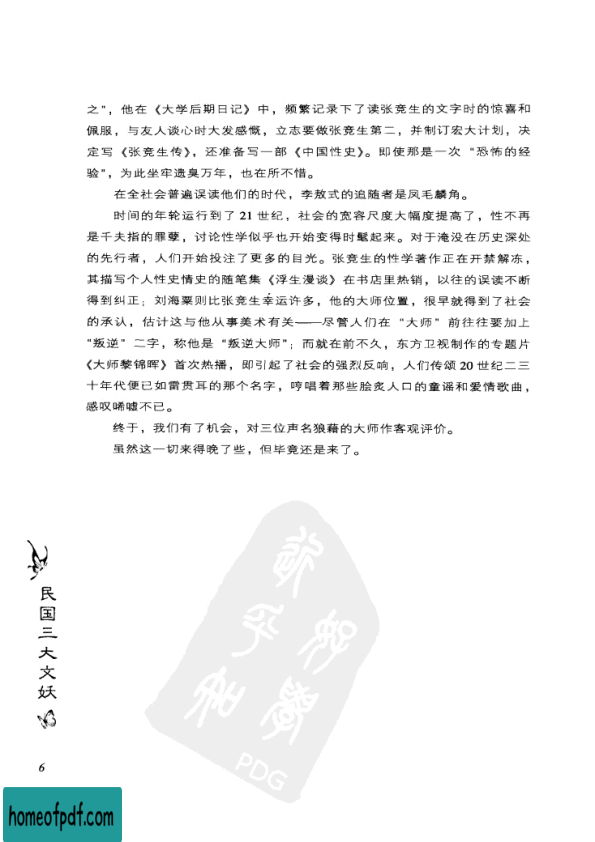 之”，他在《大学后期日记》中，频繁记录下了读张竞生的文字时的惊喜和
佩服，与友人谈心时大发感慨，立志要做张竞生第二，并制订宏大计划，决
定写《张竞生传》，还准备写一部《中国性史》。即使那是一次“恐怖的经
验”，为此坐牢遗臭万年，也在所不惜。
在全社会普遍误读他们的时代，李敖式的追随者是凤毛麟角。
时间的年轮运行到了 21 世纪，社会的宽容尺度大幅度提高了，性不再
是千夫指的罪孽，讨论性学似乎也开始变得时髦起来。对于淹没在历史深处
的先行者，人们开始投注了更多的目光。张竞生的性学著作正在开禁解冻，
其描写个人性史情史的随笔集《浮生漫谈》在书店里热销，以往的误读不断
得到纠正；刘海粟则比张竞生幸运许多，他的大师位置，很早就得到了社会
的承认，估计这与他从事美术有关——尽管人们在“大师”前往往要加上
“叛逆”二字，称他是“叛逆大师”；而就在前不久，东方卫视制作的专题片
《大师黎锦晖》首次热播，即引起了社会的强烈反响，人们传颂 20 世纪二三
十年代便已如雷贯耳的那个名字，哼唱着那些脍炙人口的童谣和爱情歌曲，
感叹唏嘘不已。
终于，我们有了机会，对三位声名狼藉的大师作客观评价。
虽然这一切来得晚了些，但毕竟还是来了。
民国三大文妖
PDG
6
homeofpdf.com